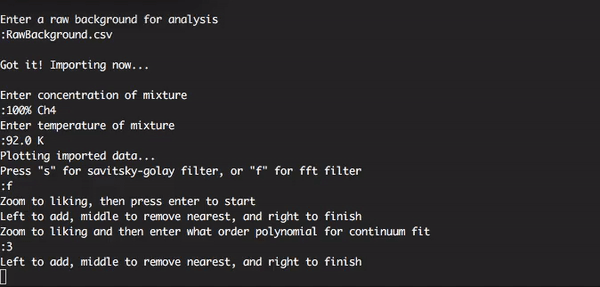 Enter a raw background for analysis
:RawBackground.csv
Got it! Importing now...
Enter concentration of mixture
:100% Ch4
Enter temperature of mixture
:92.0 K
Plotting imported data...
Press "s" for savitsky-golay filter, or "f" for fft filter
:f
Zoom to liking, then press enter to start
Left to add, middle to remove nearest, and right to finish
Zoom to liking and then enter what order polynomial for continuum fit
:3
Left to add, middle to remove nearest, and right to finish